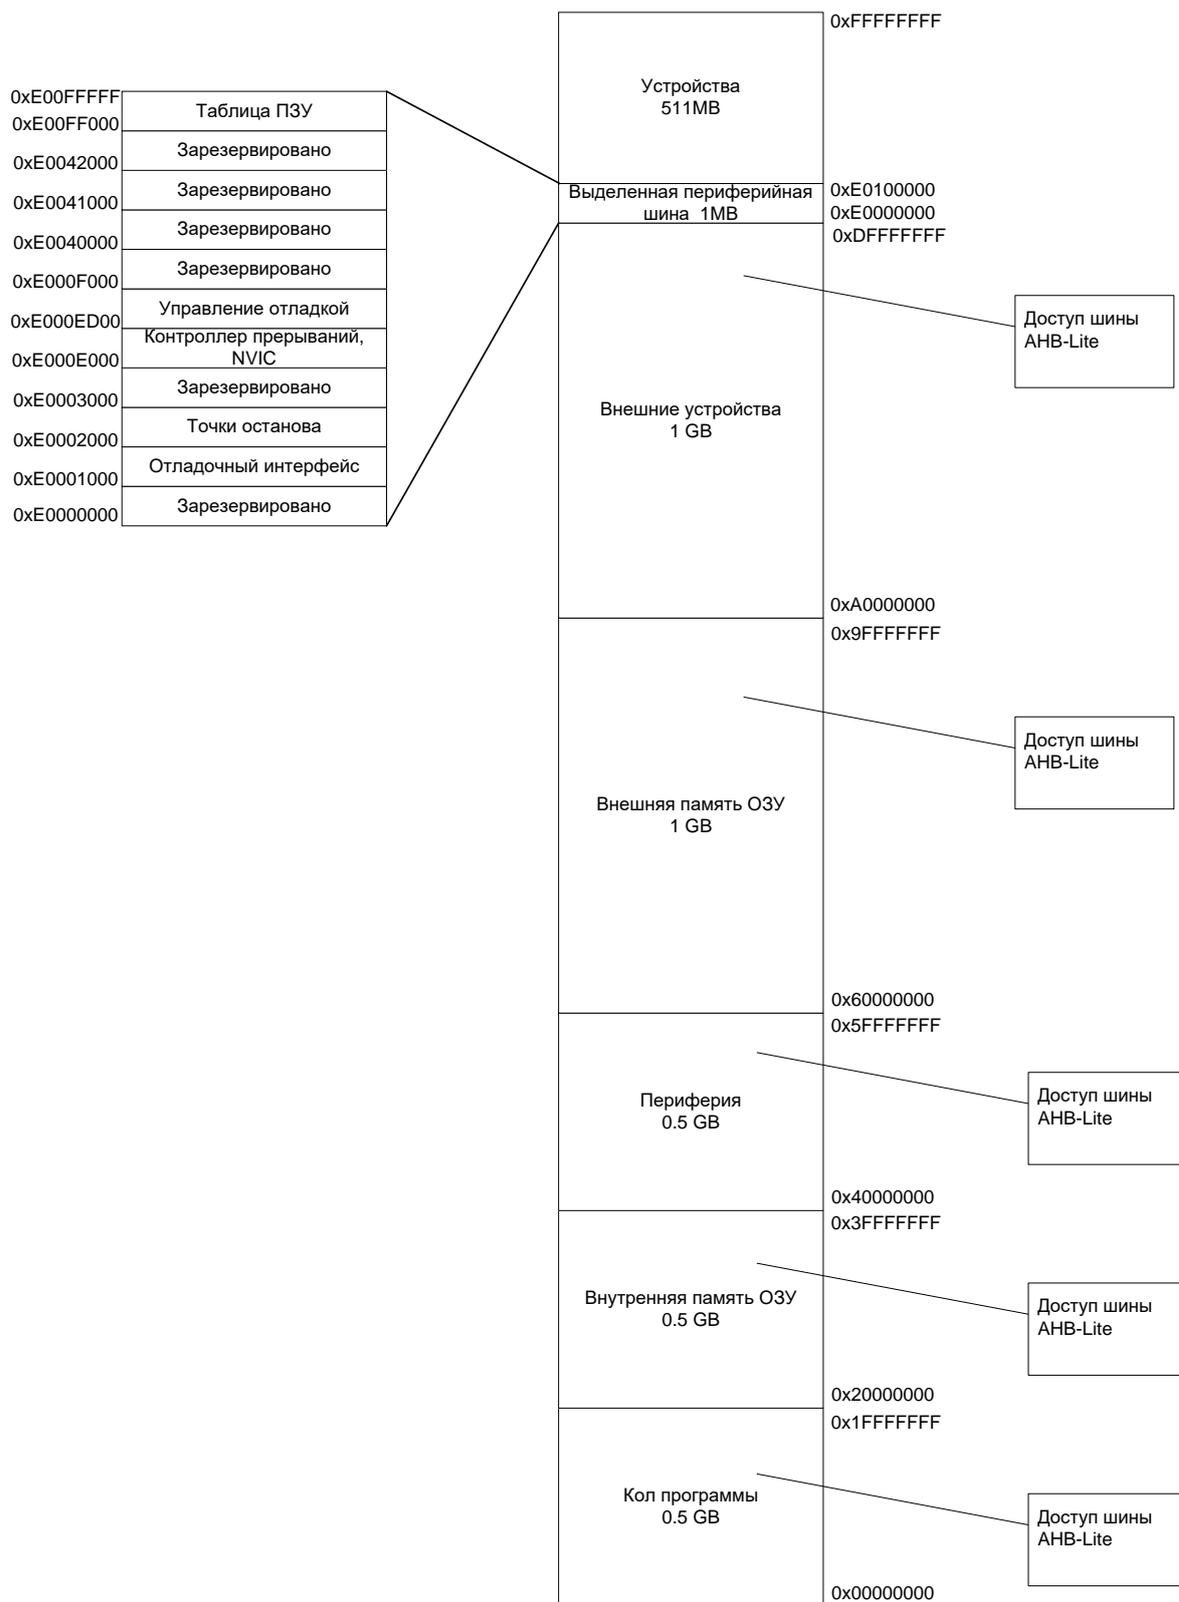 0xFFFFFFFF
Устройства
511MB
0xE00FFFFF
Таблица ПЗУ
0xE00FF000
Зарезервировано
0xE0042000
Зарезервировано
0xE0041000
Зарезервировано
0xE0040000
Зарезервировано
0xE000F000
Управление отладкой
0xE000ED00
Контроллер прерываний,
NVIC
0xE000E000
Зарезервировано
0xE0003000
Точки останова
0xE0002000
Отладочный интерфейс
0xE0001000
Зарезервировано
0xE0000000
Выделенная периферийная
шина 1MB
0xE0100000
0xE0000000
0xDFFFFFFF
Доступ шины
AHB-Lite
Внешние устройства
1 GB
0xA0000000
0x9FFFFFFF
Доступ шины
AHB-Lite
Внешняя память ОЗУ
1 GB
0x60000000
0x5FFFFFFF
Доступ шины
AHB-Lite
Периферия
0.5 GB
0x40000000
0x3FFFFFFF
Доступ шины
AHB-Lite
Внутренняя память ОЗУ
0.5 GB
0x20000000
0x1FFFFFFF
Кол программы
0.5 GB
Доступ шины
AHB-Lite
0x00000000